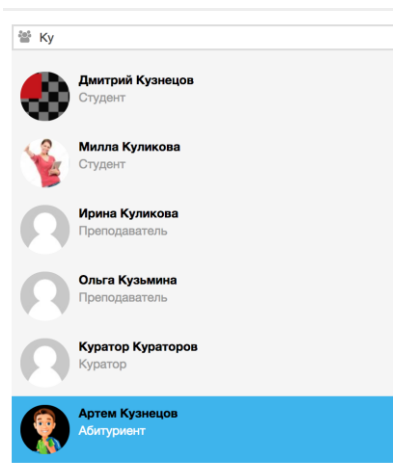 Ку
Дмитрий Кузнецов
Студент
Милла Куликова
Студент
Ирина Куликова
Преподаватель
Ольга Кузьмина
Преподаватель
Куратор Кураторов
Куратор
Артем Кузнецов
Абитуриент